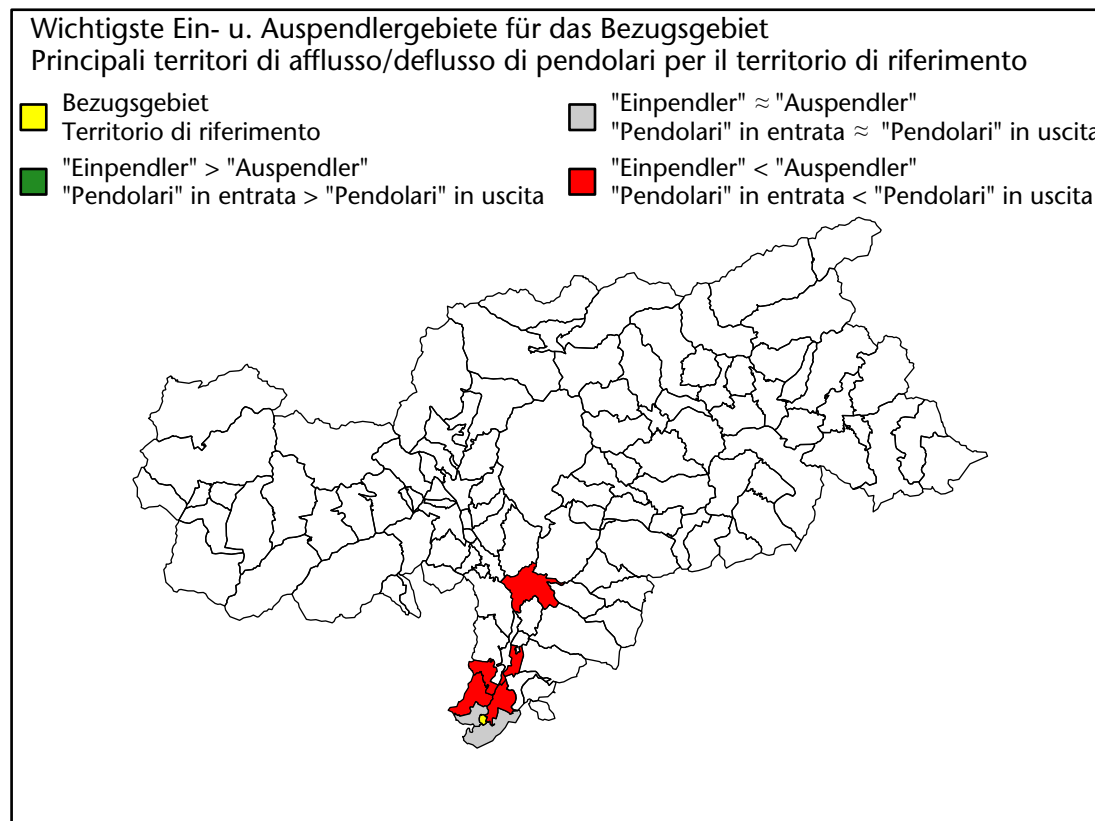 Wichtigste Ein- u. Auspendlergebiete für das Bezugsgebiet
Principali territori di afflusso/deflusso di pendolari per il territorio di riferimento
Bezugsgebiet
Territorio di riferimento
"Einpendler" > "Auspendler"
"Pendolari" in entrata > "Pendolari" in uscita
"Einpendler" ≈ "Auspendler"
"Pendolari" in entrata ≈ "Pendolari" in uscita
"Einpendler" < "Auspendler"
"Pendolari" in entrata < "Pendolari" in uscita